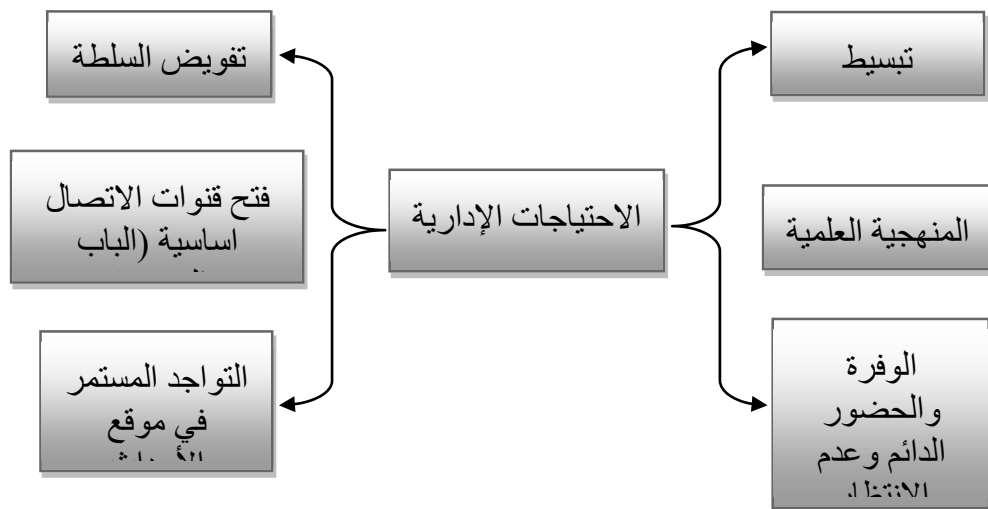 تبسيط
تفويض السلطة
الاحتياجات الإدارية
المنهجية العلمية
فتح قنوات الاتصال
اساسية (الباب
الوفرة
والحضور
الدائم وعدم
الانتظار
التواجد المستمر
في موقع